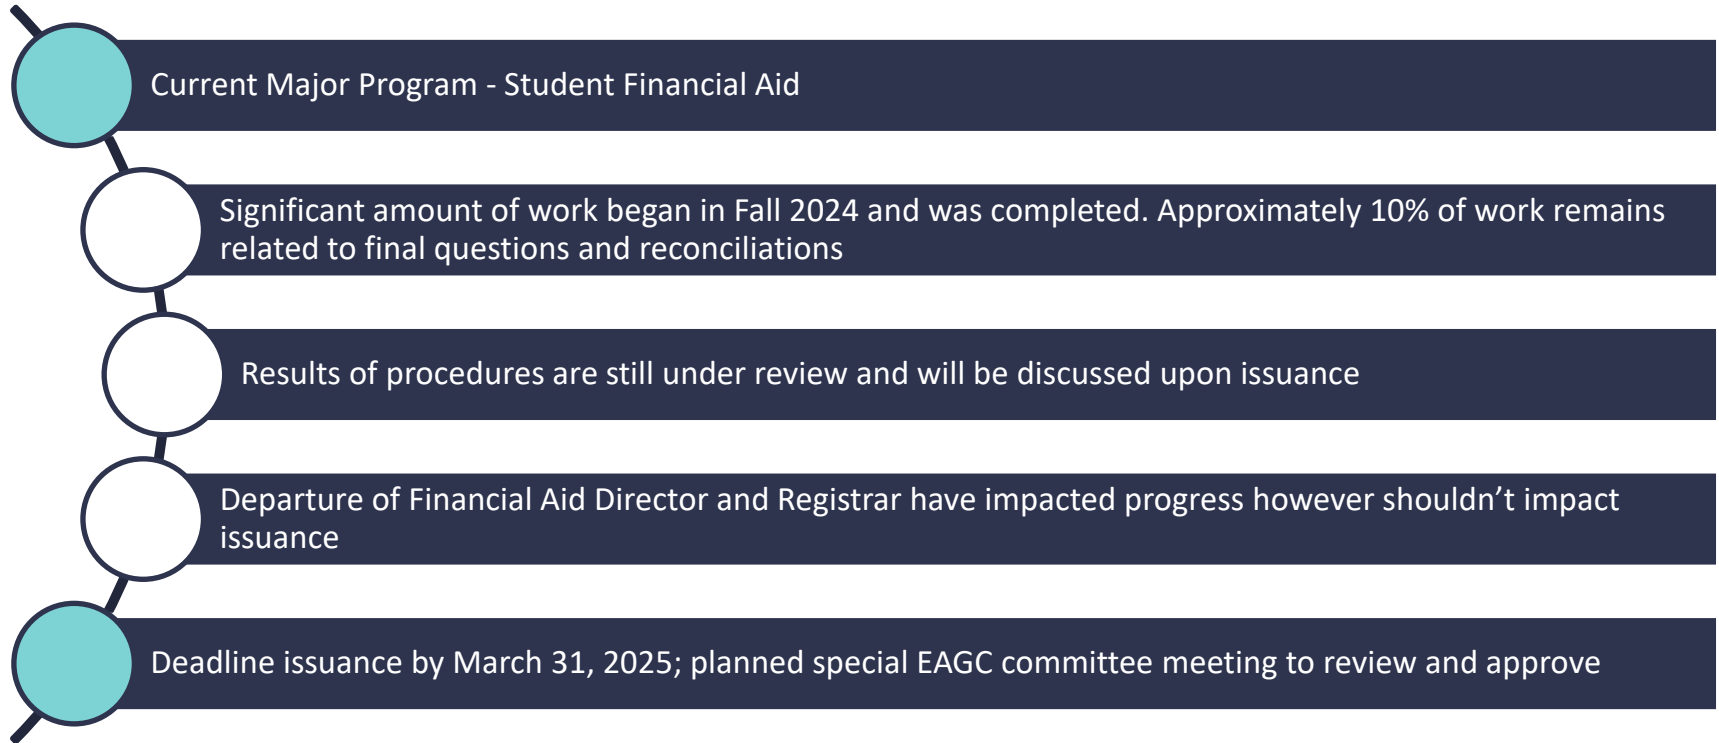 Current Major Program - Student Financial Aid
Significant amount of work began in Fall 2024 and was completed. Approximately 10% of work remains
related to final questions and reconciliations
Results of procedures are still under review and will be discussed upon issuance
Departure of Financial Aid Director and Registrar have impacted progress however shouldn’t impact
issuance
Deadline issuance by March 31, 2025; planned special EAGC committee meeting to review and approve